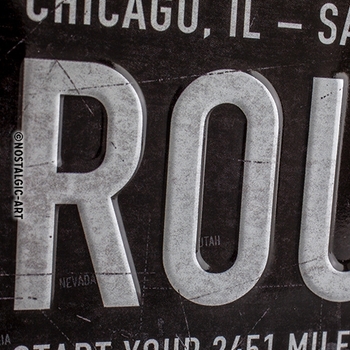 CHICAGO, IL – SA
ROU
UTAH
NEVADA
START YOUR 2451 MILE
©NOSTALGIC-ART